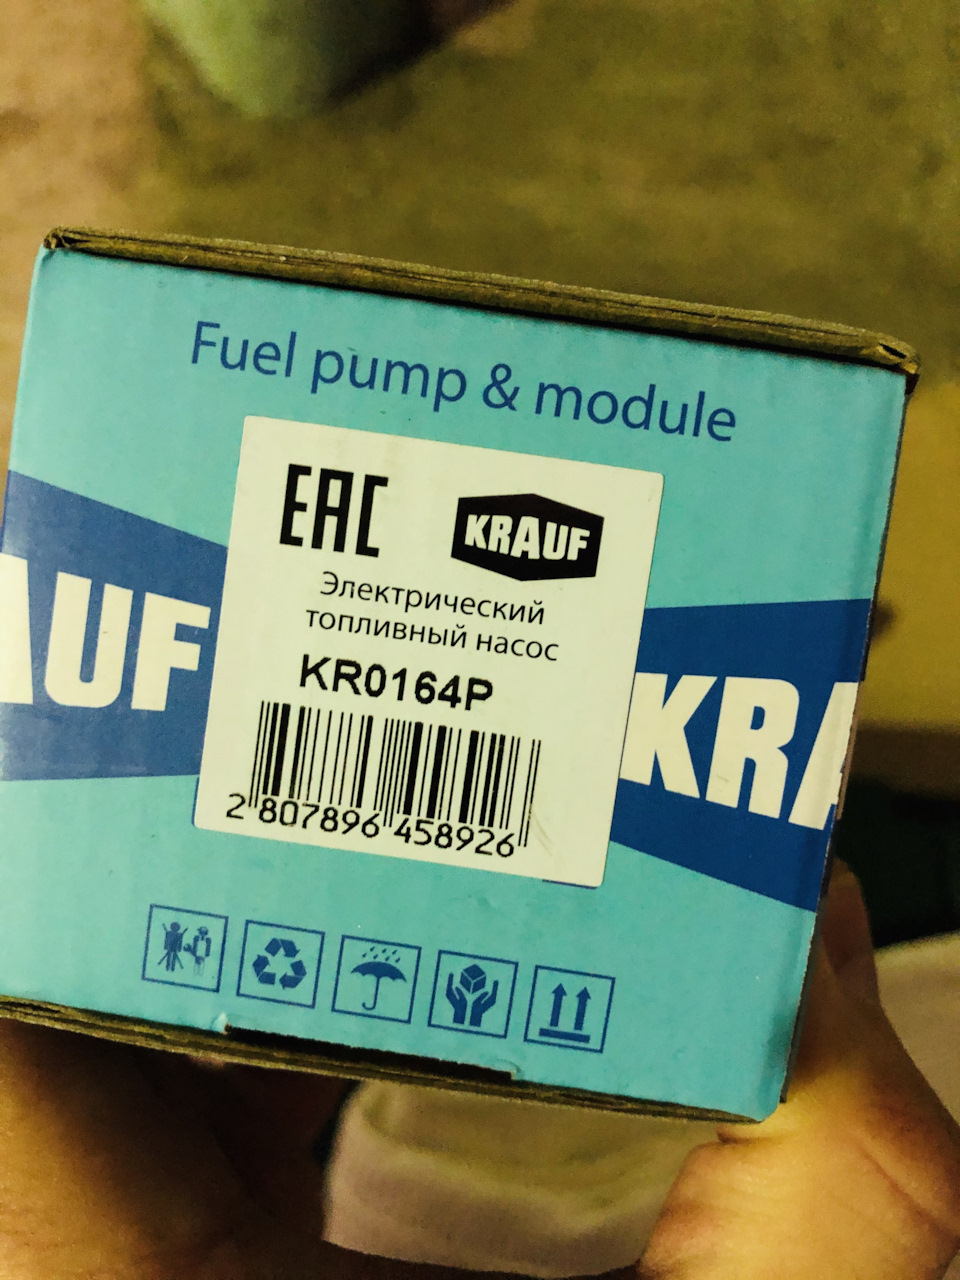 Fuel pump & module
EAC
KRAUF
Электрический
топливный насос
KR0164P
2 807896 458926
AUF
KRA